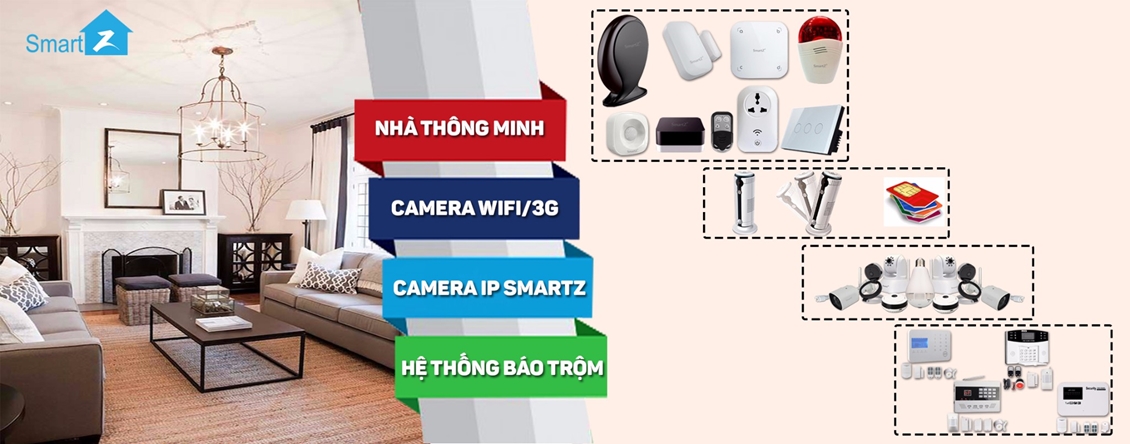 Smart Z
NHÀ THÔNG MINH
CAMERA WIFI/3G
CAMERA IP SMARTZ
HỆ THỐNG BÁO TRỘM